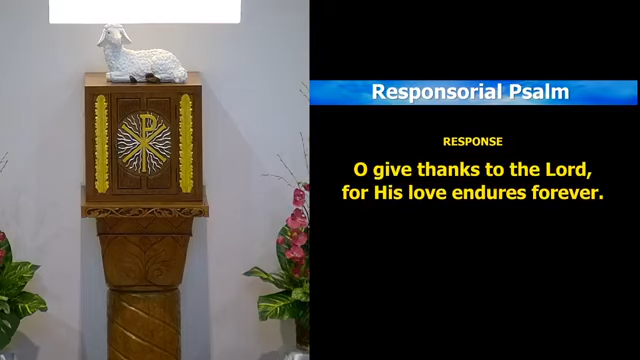 Responsorial Psalm
RESPONSE
O give thanks to the Lord,
for His love endures forever.